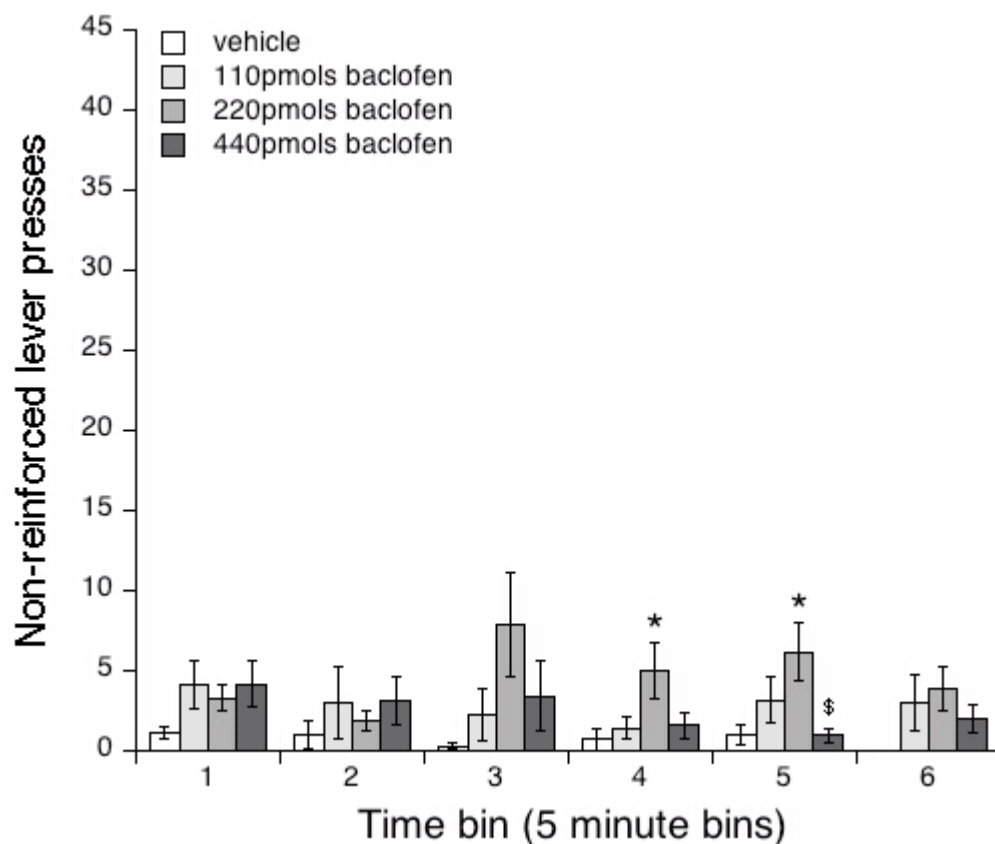 Non-reinforced lever presses
45
40
35
30
25
20
15
10
5
0
vehicle
110pmols baclofen
220pmols baclofen
440pmols baclofen
*
*
$
1 2 3 4 5 6
Time bin (5 minute bins)